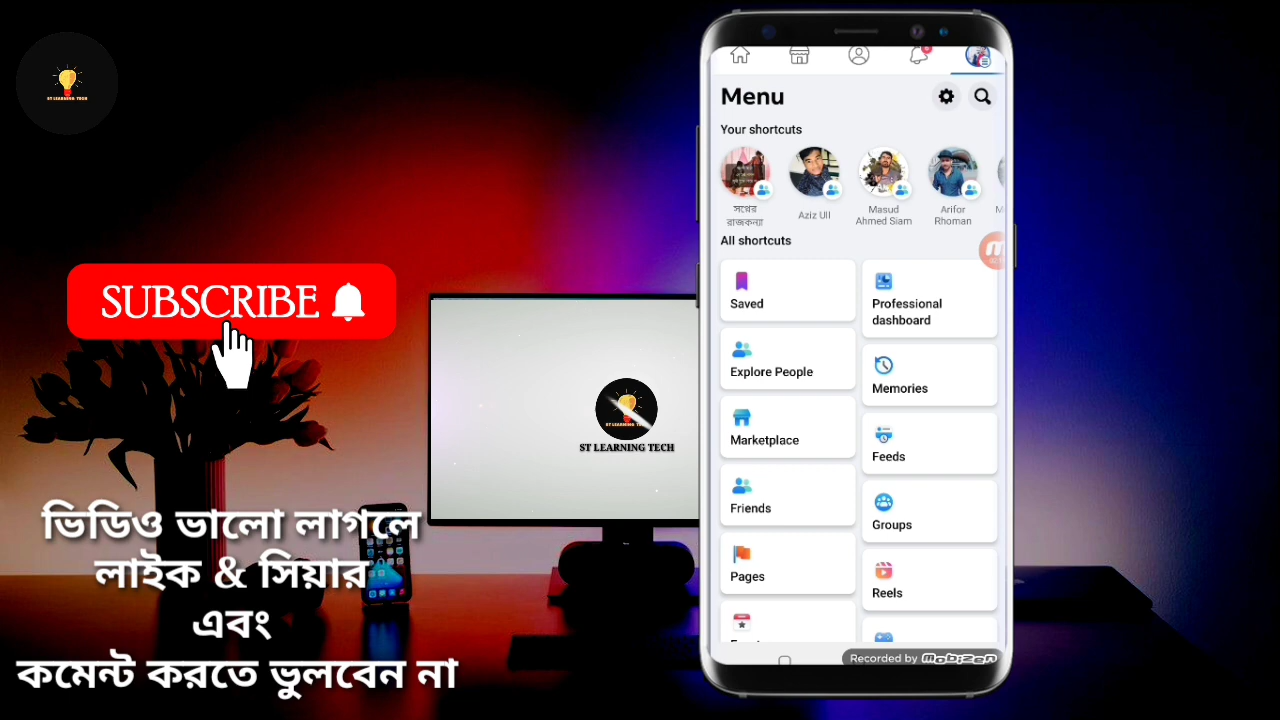 ST LEARNING TECH
SUBSCRIBE
ST LEARNING TECH
ভিডিও ভালো লাগলে
লাইক & সিয়ার
এবং
কমেন্ট করতে ভুলবেন না
Menu
Your shortcuts
সখের
রাজকন্যা
Aziz Ull
Masud
Ahmed Siam
Arifor
Rhoman
All shortcuts
Saved
Professional
dashboard
Explore People
Memories
Marketplace
Feeds
Friends
Groups
Pages
Reels
Recorded by Mobizen